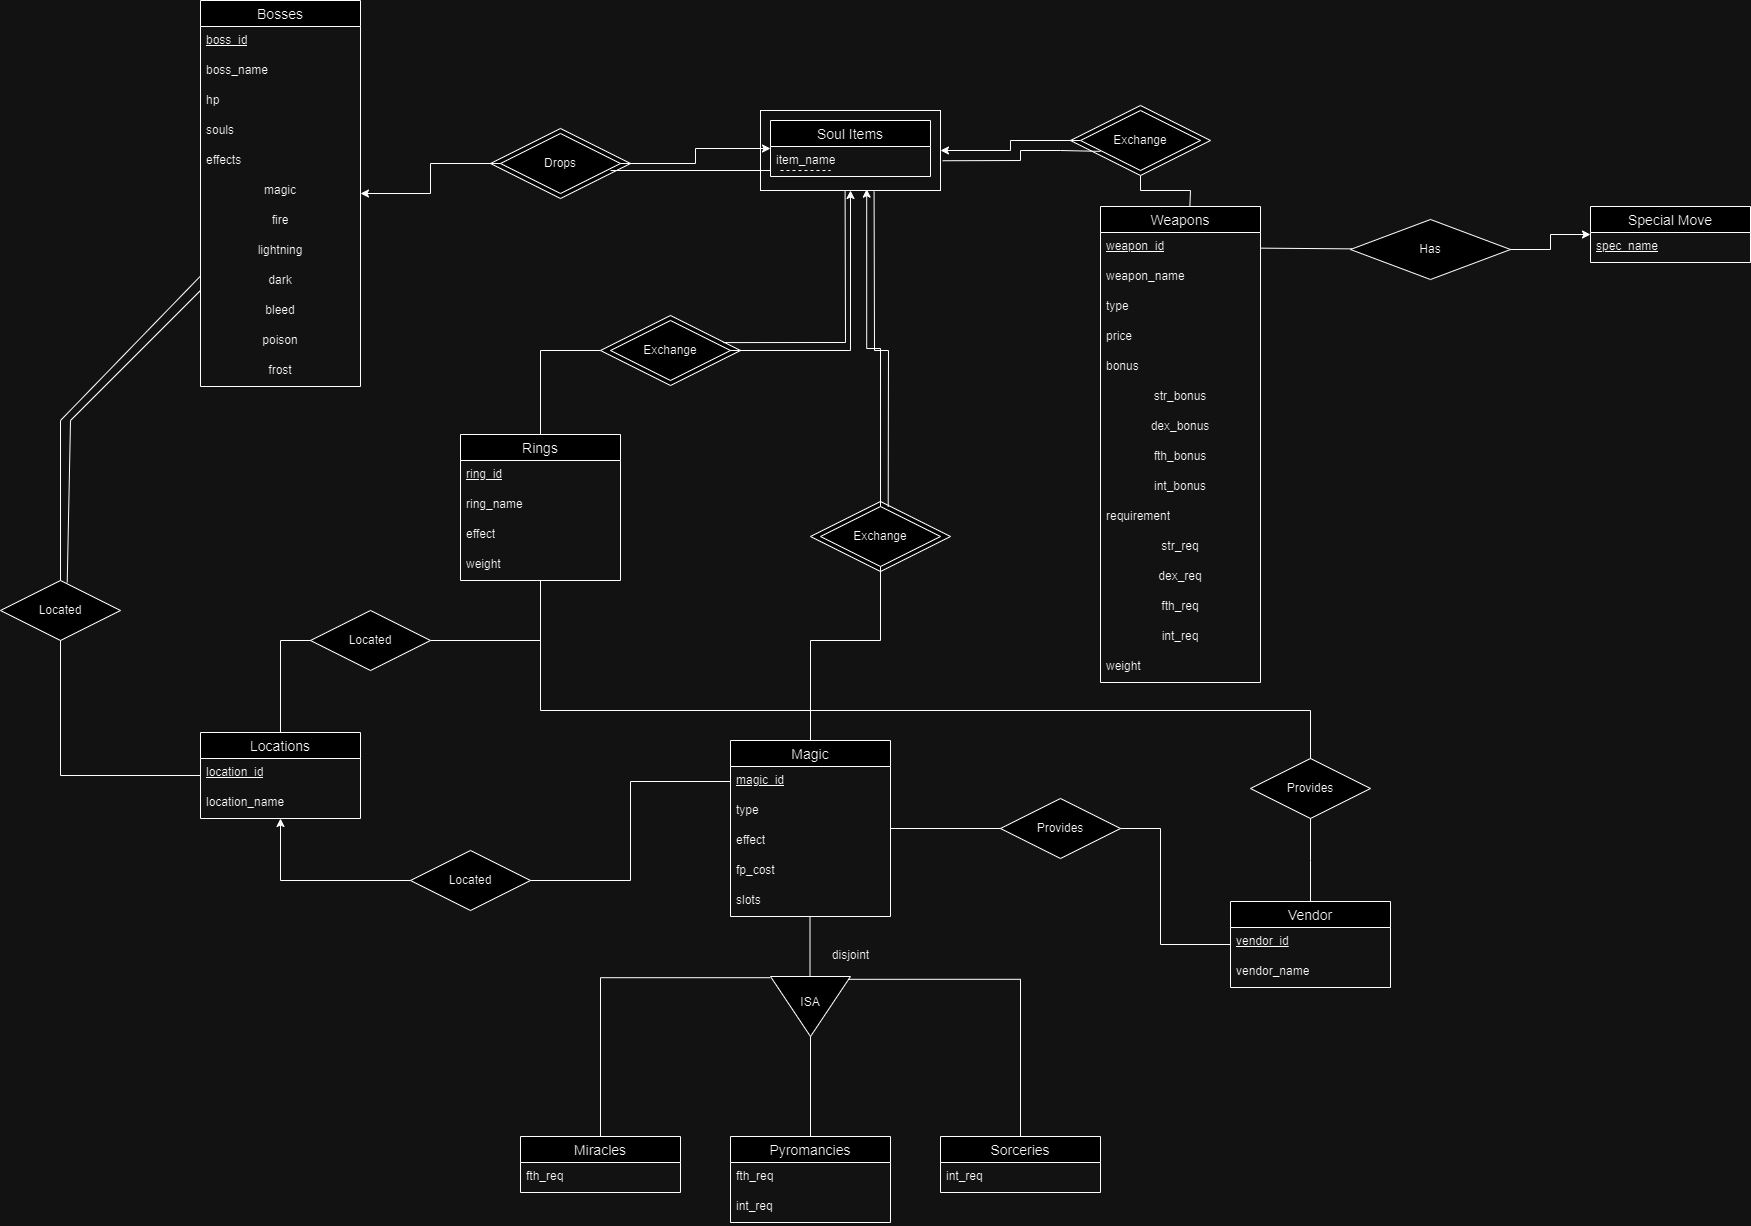 Bosses
boss_id
boss_name
hp
souls
effects
magic
fire
lightning
dark
bleed
poison
frost
Drops
Soul Items
item_name
Exchange
Weapons
weapon_id
weapon_name
type
price
bonus
str_bonus
dex_bonus
fth_bonus
int_bonus
requirement
str_req
dex_req
fth_req
int_req
weight
Has
Special Move
spec_name
Exchange
Rings
ring_id
ring_name
effect
weight
Exchange
Located
Located
Locations
location_id
location_name
Located
Magic
magic_id
type
effect
fp_cost
slots
Provides
Provides
Vendor
vendor_id
vendor_name
disjoint
ISA
Miracles
fth_req
Pyromancies
fth_req
int_req
Sorceries
int_req